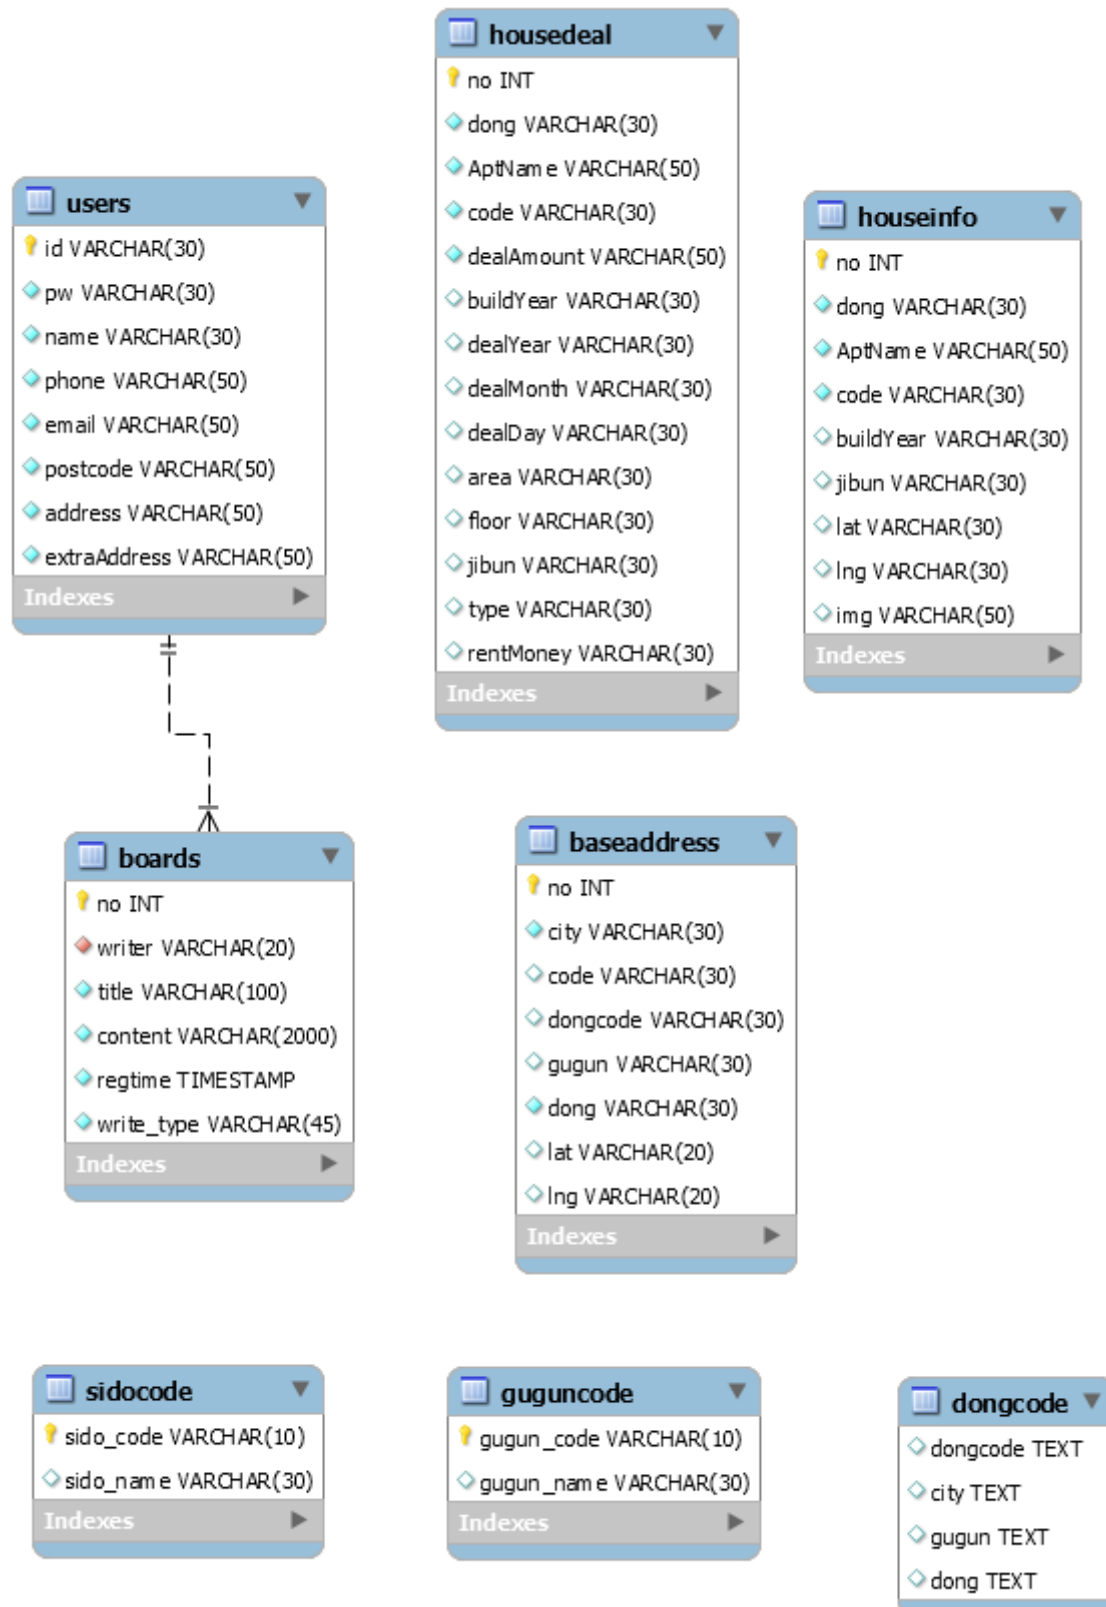 housedeal
no INT
dong VARCHAR(30)
AptName VARCHAR(50)
code VARCHAR(30)
dealAmount VARCHAR(50)
buildYear VARCHAR(30)
dealYear VARCHAR(30)
dealMonth VARCHAR(30)
dealDay VARCHAR(30)
area VARCHAR(30)
floor VARCHAR(30)
jibun VARCHAR(30)
type VARCHAR(30)
rentMoney VARCHAR(30)
Indexes
users
id VARCHAR(30)
pw VARCHAR(30)
name VARCHAR(30)
phone VARCHAR(50)
email VARCHAR(50)
postcode VARCHAR(50)
address VARCHAR(50)
extraAddress VARCHAR(50)
Indexes
houseinfo
no INT
dong VARCHAR(30)
AptName VARCHAR(50)
code VARCHAR(30)
buildYear VARCHAR(30)
jibun VARCHAR(30)
lat VARCHAR(30)
lng VARCHAR(30)
img VARCHAR(50)
Indexes
boards
no INT
writer VARCHAR(20)
title VARCHAR(100)
content VARCHAR(2000)
regtime TIMESTAMP
write_type VARCHAR(45)
Indexes
baseaddress
no INT
city VARCHAR(30)
code VARCHAR(30)
dongcode VARCHAR(30)
gugun VARCHAR(30)
dong VARCHAR(30)
lat VARCHAR(20)
lng VARCHAR(20)
Indexes
sidocode
sido_code VARCHAR(10)
sido_name VARCHAR(30)
Indexes
guguncode
gugun_code VARCHAR(10)
gugun_name VARCHAR(30)
Indexes
dongcode
dongcode TEXT
city TEXT
gugun TEXT
dong TEXT